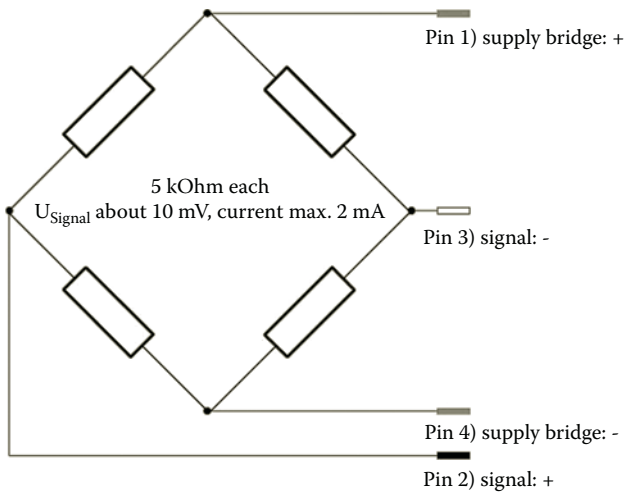 Pin 1) supply bridge: +
5 kOhm each
U_Signal about 10 mV, current max. 2 mA
Pin 3) signal: -
Pin 4) supply bridge: -
Pin 2) signal: +